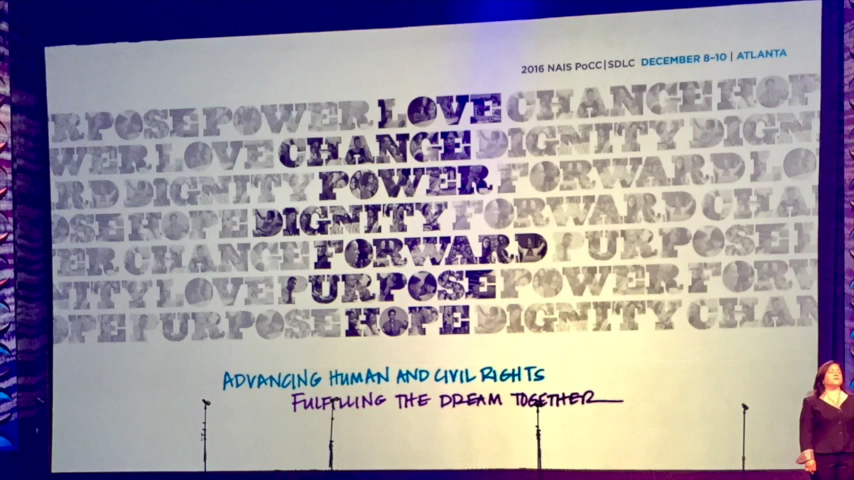 2016 NAIS PoCC|SDLC DECEMBER 8–10 | ATLANTA
RPOSE POWER LOVE CHANGE HOP
WER LOVE CHANGE DIGNITY DIGN
RD DIGNITY POWER FORWARD LO
OSE HOPE DIGNITY FORWARD CHA
ER CHANGE FORWARD PURPOSE
NITY LOVE PURPOSE POWER FORW
OPE PURPOSE HOPE DIGNITY CHAN
ADVANCING HUMAN AND CIVIL RIGHTS
FULFILLING THE DREAM TOGETHER